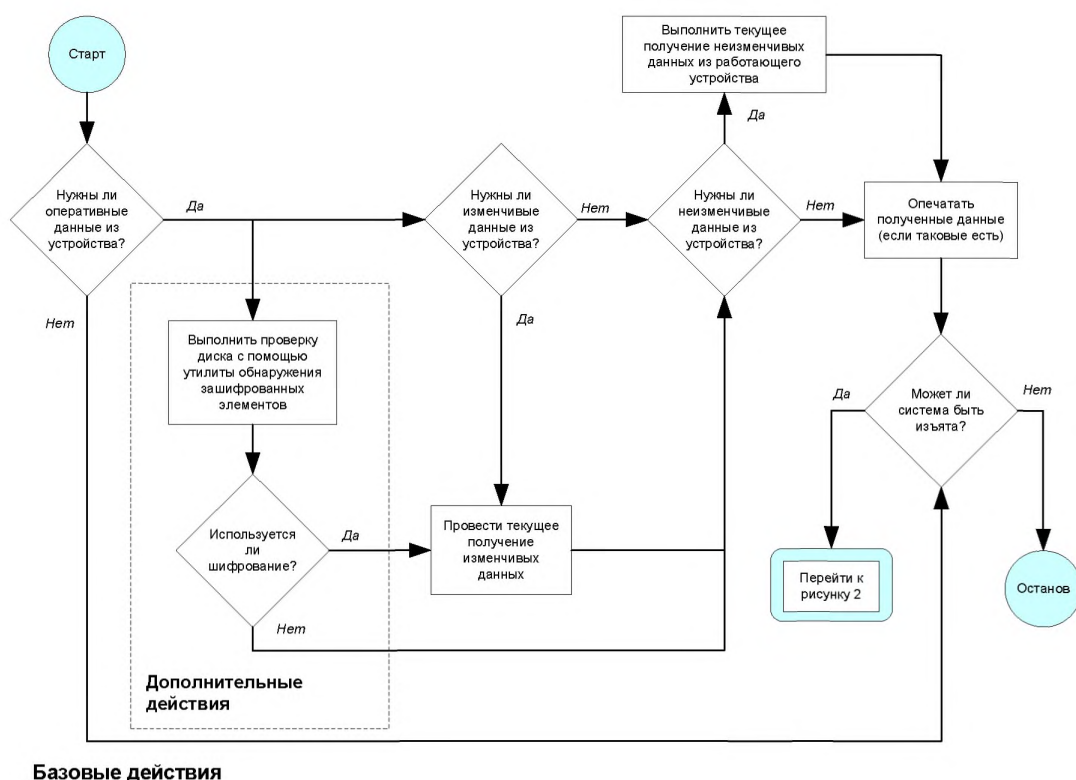 Старт
Выполнить текущее
получение неизменчивых
данных из работающего
устройства
Да
Нужны ли
оперативные
данные из
устройства?
Да
Нужны ли
изменчивые
данные из
устройства?
Нет
Нужны ли
неизменчивые
данные из
устройства?
Нет
Опечатать
полученные данные
(если таковые есть)
Нет
Выполнить проверку
диска с помощью
утилиты обнаружения
зашифрованных
элементов
Да
Да
Может ли
система быть
изъята?
Нет
Используется
ли
шифрование?
Да
Провести текущее
получение
изменчивых
данных
Перейти к
рисунку 2
Останов
Нет
Дополнительные
действия
Базовые действия